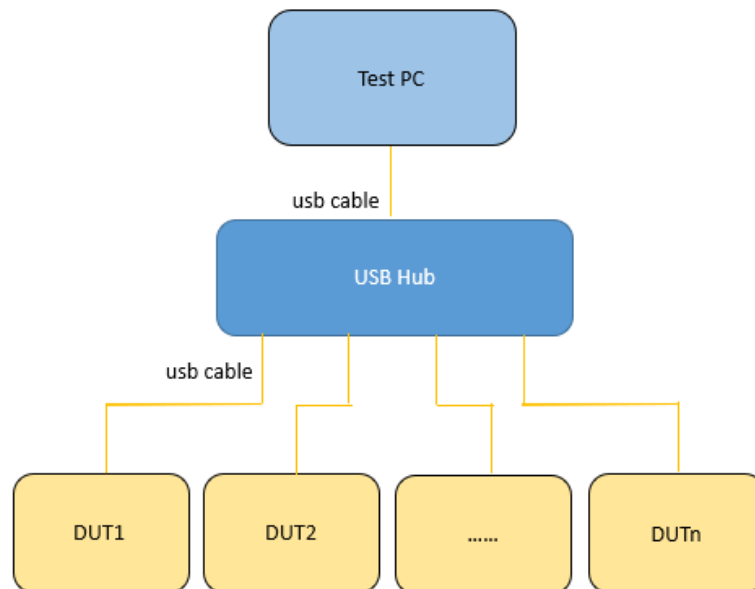 Test PC
usb cable
USB Hub
usb cable
DUT1
DUT2
......
DUTn